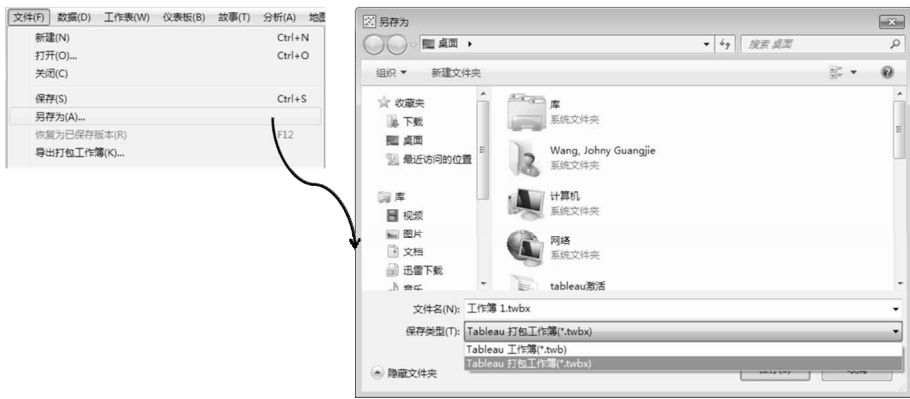 文件(F) 数据(D) 工作表(W) 仪表板(B) 故事(T) 分析(A)
新建(N) Ctrl+N
打开(O)... Ctrl+O
关闭(C)
保存(S) Ctrl+S
另存为(A)...
恢复为已保存版本(R) F12
导出打包工作簿(K)...
另存为
桌面
搜索 桌面
组织 新建文件夹
收藏夹
下载
桌面
最近访问的位置
库
视频
图片
文档
迅雷下载
音乐
库
系统文件夹
Wang, Johny Guangjie
系统文件夹
计算机
系统文件夹
网络
系统文件夹
tableau激活
文件名(N): 工作簿 1.twbx
保存类型(T): Tableau 打包工作簿(*.twbx)
Tableau 工作簿(*.twb)
Tableau 打包工作簿(*.twbx)
隐藏文件夹